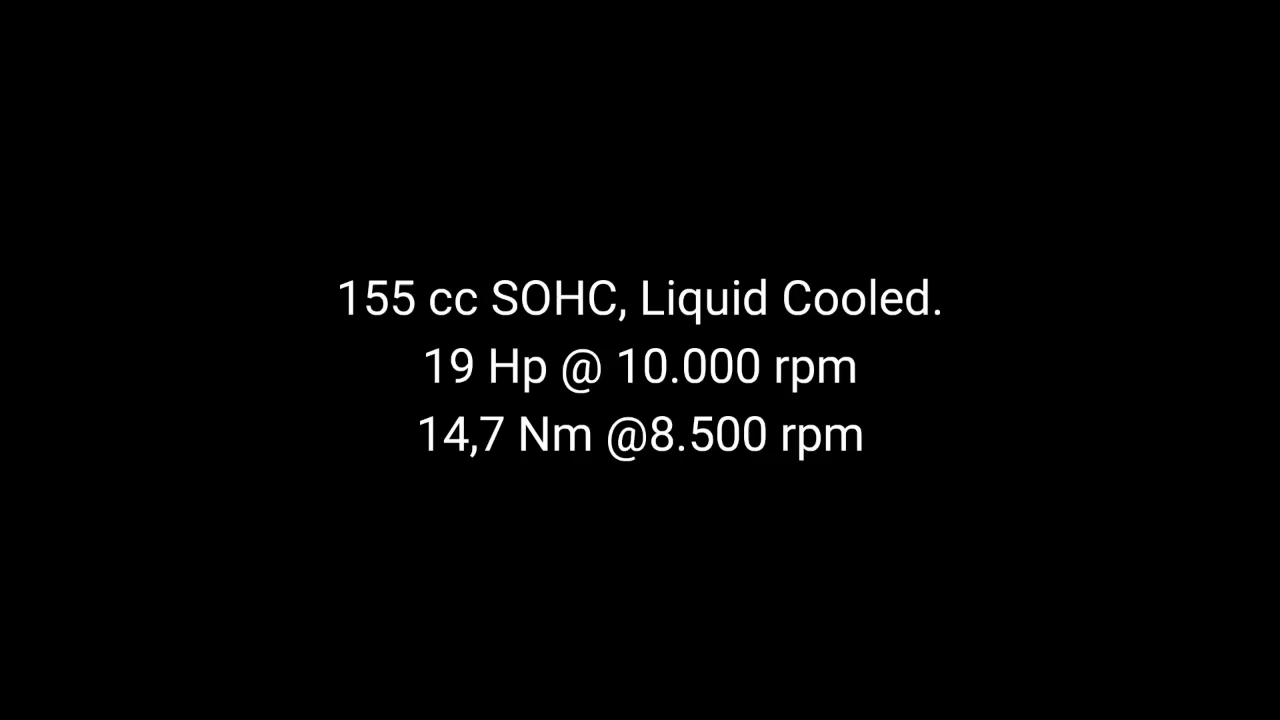 155 cc SOHC, Liquid Cooled.
19 Hp @ 10.000 rpm
14,7 Nm @8.500 rpm